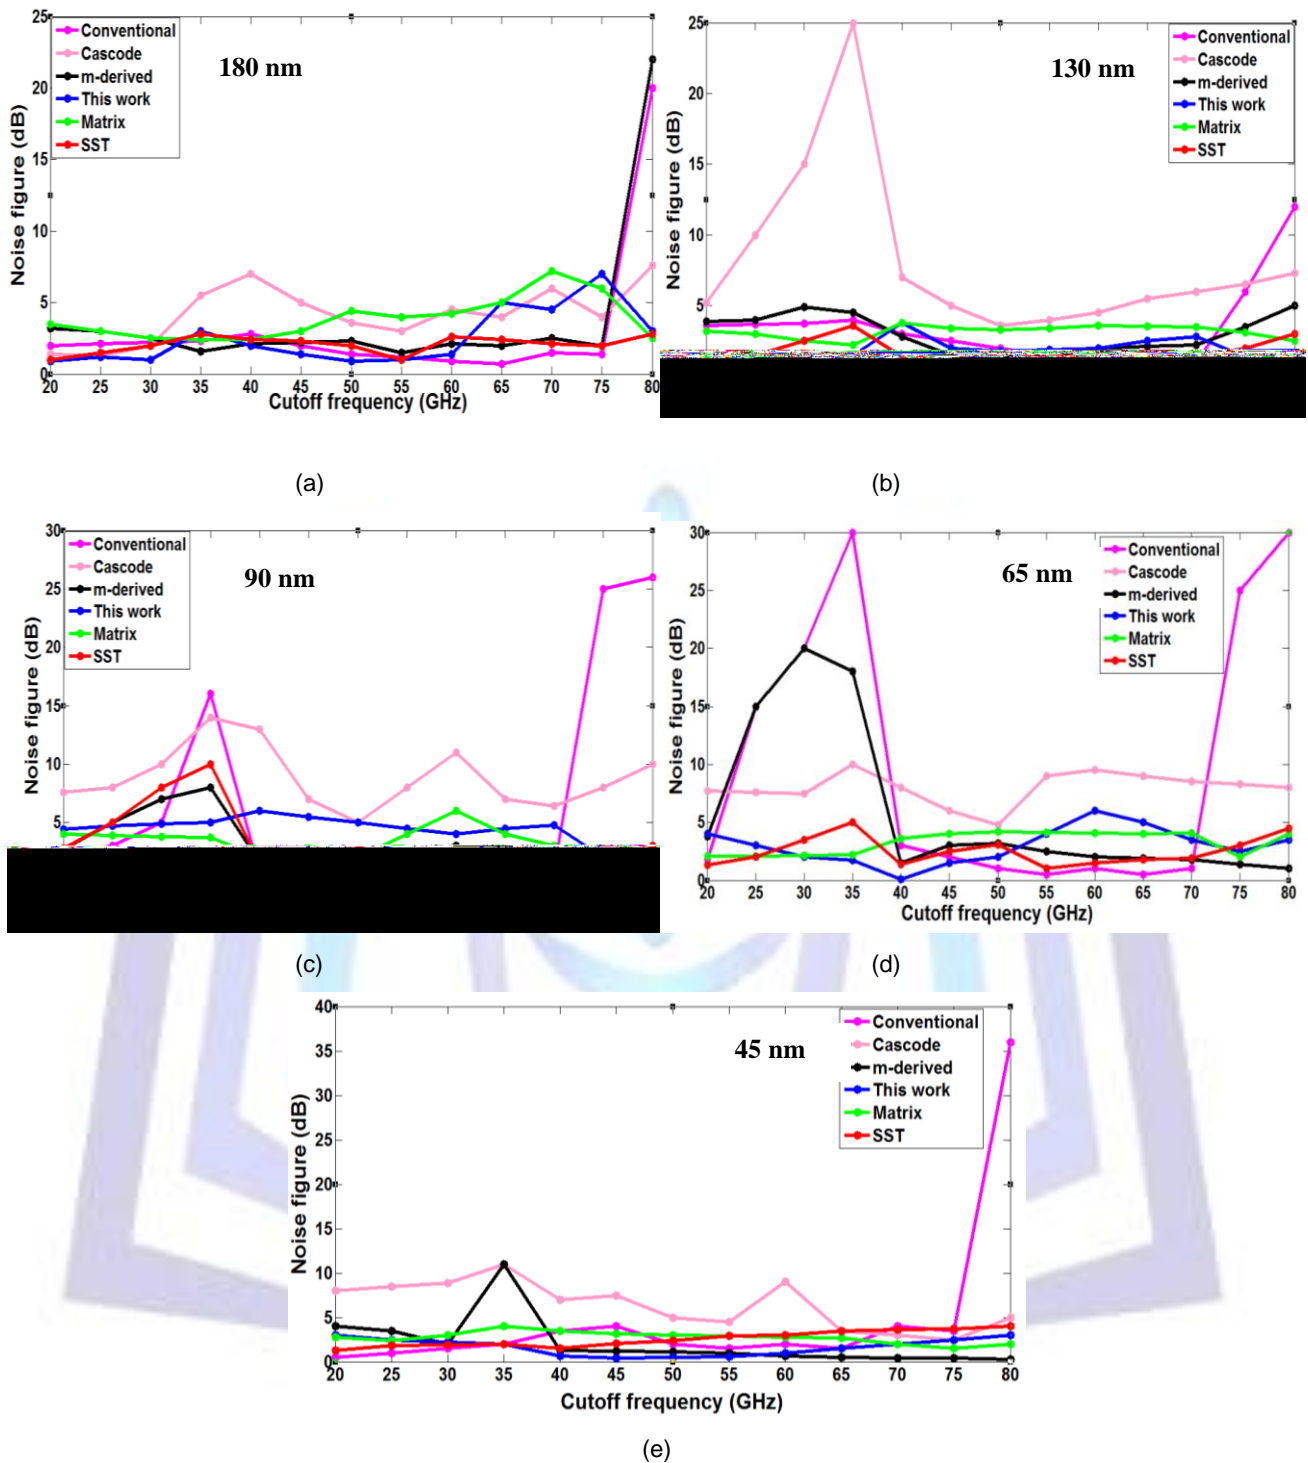 25
20
15
10
5
0
Noise figure (dB)
Conventional
Cascode
m-derived
This work
Matrix
SST
180 nm
20 25 30 35 40 45 50 55 60 65 70 75 80
Cutoff frequency (GHz)
(a)
25
20
15
10
5
Noise figure (dB)
Conventional
Cascode
m-derived
This work
Matrix
SST
130 nm
(b)
30
25
20
15
10
5
Noise figure (dB)
Conventional
Cascode
m-derived
This work
Matrix
SST
90 nm
(c)
30
25
20
15
10
5
0
Noise figure (dB)
Conventional
Cascode
m-derived
This work
Matrix
SST
65 nm
20 25 30 35 40 45 50 55 60 65 70 75 80
Cutoff frequency (GHz)
(d)
40
35
30
25
20
15
10
5
0
Noise figure (dB)
Conventional
Cascode
m-derived
This work
Matrix
SST
45 nm
20 25 30 35 40 45 50 55 60 65 70 75 80
Cutoff frequency (GHz)
(e)